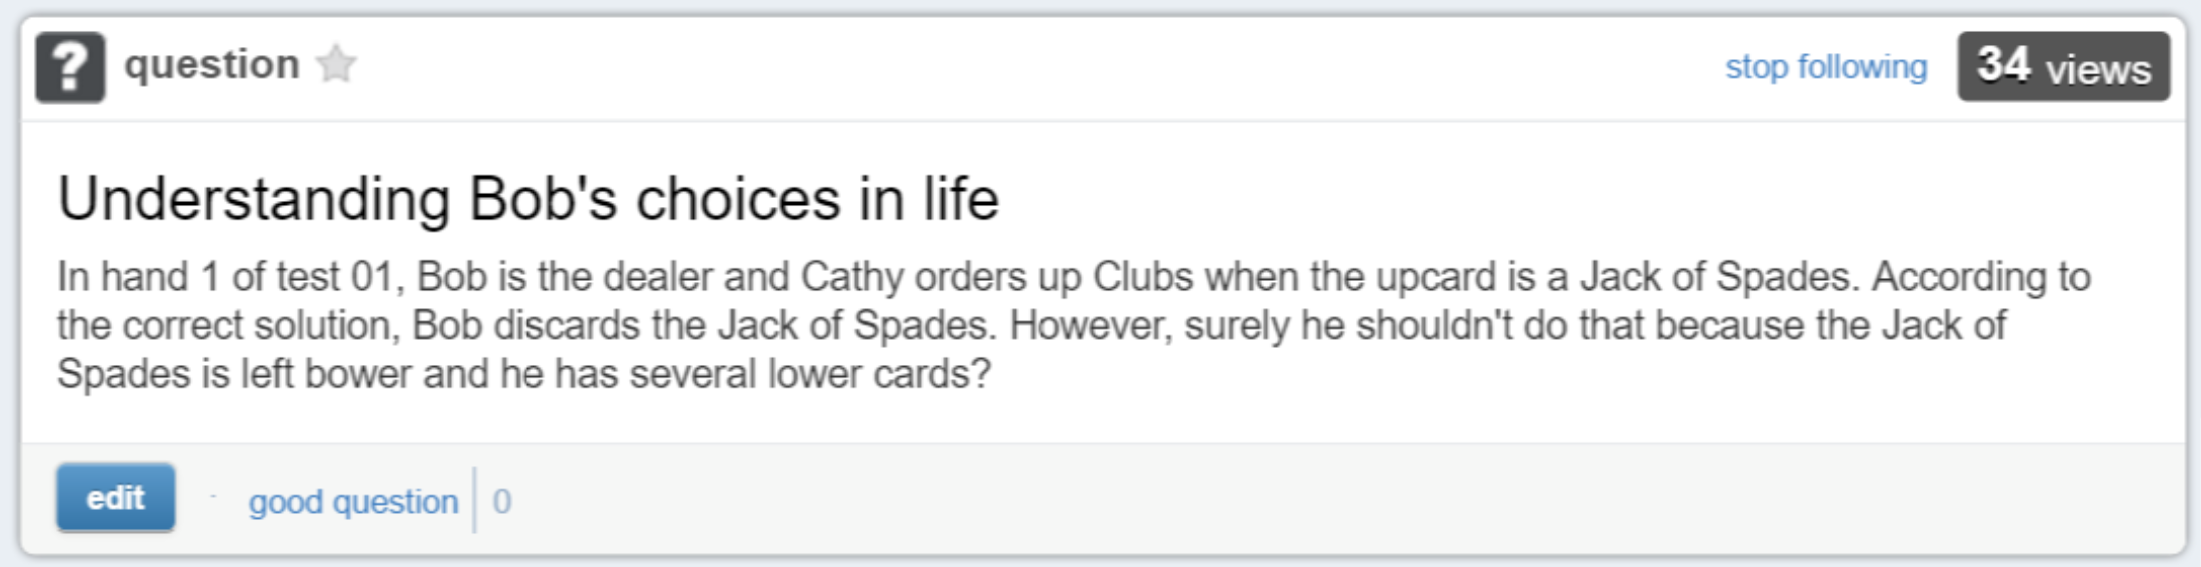 ? question stop following 34 views
Understanding Bob's choices in life
In hand 1 of test 01, Bob is the dealer and Cathy orders up Clubs when the upcard is a Jack of Spades. According to
the correct solution, Bob discards the Jack of Spades. However, surely he shouldn't do that because the Jack of
Spades is left bower and he has several lower cards?
edit · good question 0